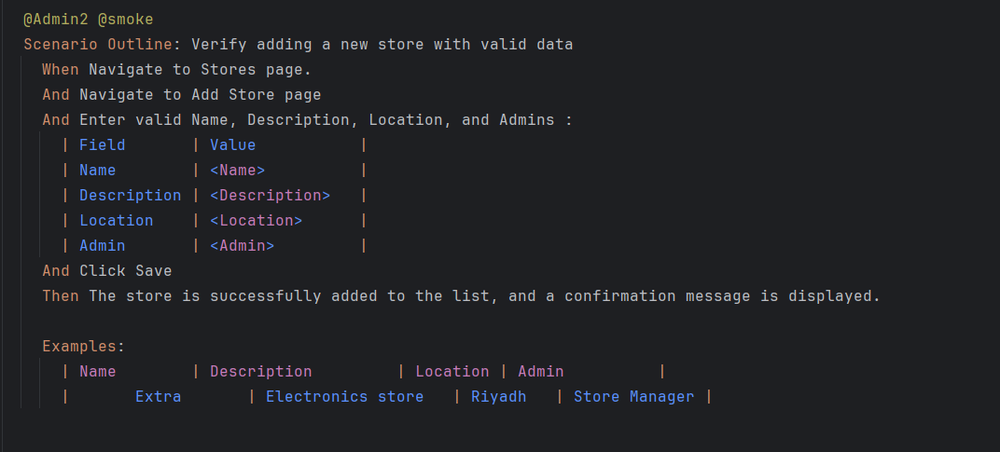 @Admin2 @smoke
Scenario Outline: Verify adding a new store with valid data
When Navigate to Stores page.
And Navigate to Add Store page
And Enter valid Name, Description, Location, and Admins :
| Field | Value |
| Name | <Name> |
| Description | <Description> |
| Location | <Location> |
| Admin | <Admin> |
And Click Save
Then The store is successfully added to the list, and a confirmation message is displayed.
Examples:
| Name | Description | Location | Admin |
| Extra | Electronics store | Riyadh | Store Manager |